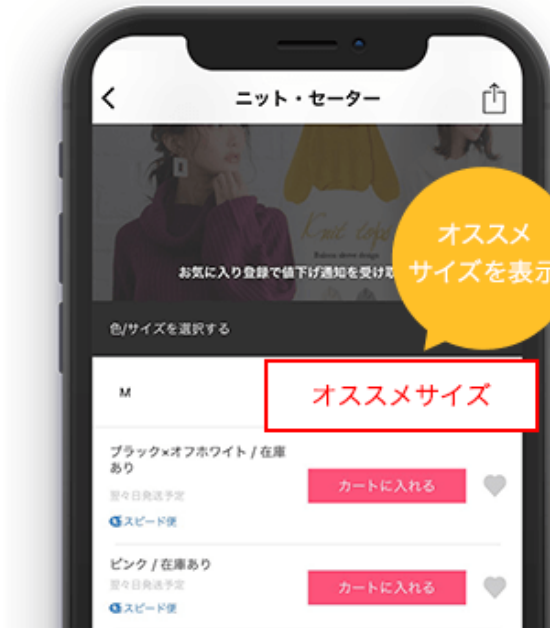 ニット・セーター
Knit tops
オススメ
サイズを表示
お気に入り登録で値下げ通知を受け取
色/サイズを選択する
M
オススメサイズ
ブラック×オフホワイト / 在庫
あり
翌々日発送予定
スピード便
カートに入れる
ピンク / 在庫あり
翌々日発送予定
スピード便
カートに入れる